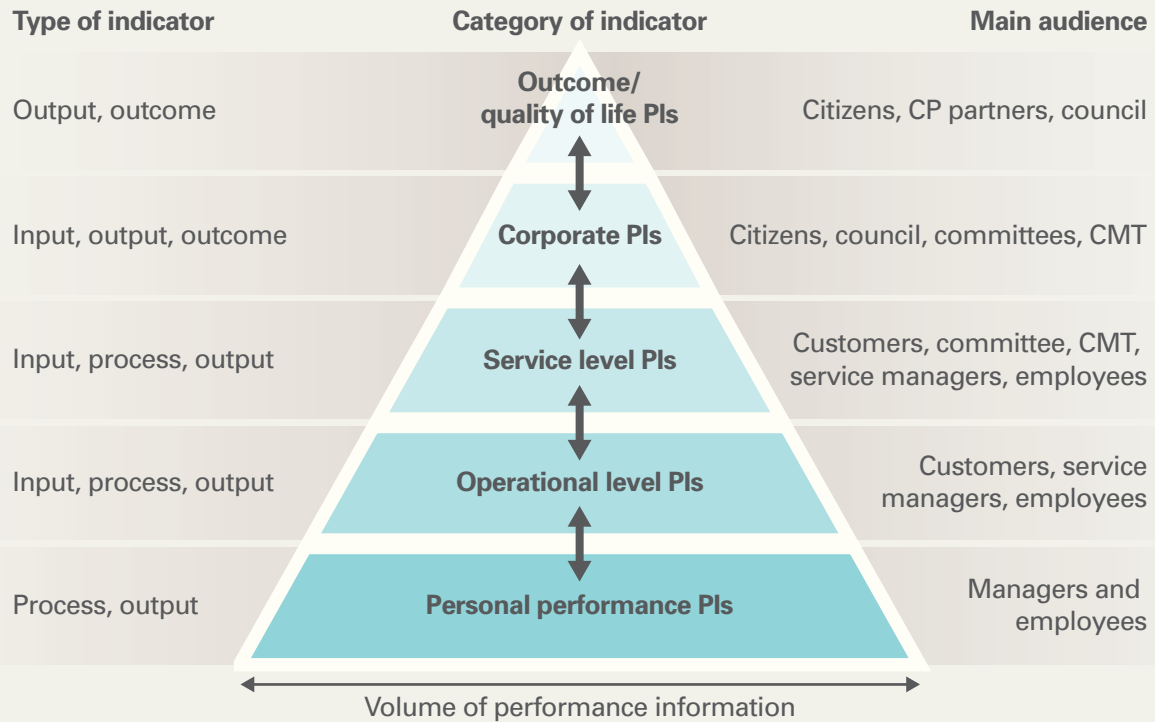 Type of indicator
Category of indicator
Main audience
Output, outcome
Outcome/
quality of life PIs
Citizens, CP partners, council
Input, output, outcome
Corporate PIs
Citizens, council, committees, CMT
Input, process, output
Service level PIs
Customers, committee, CMT,
service managers, employees
Input, process, output
Operational level PIs
Customers, service
managers, employees
Process, output
Personal performance PIs
Managers and
employees
Volume of performance information